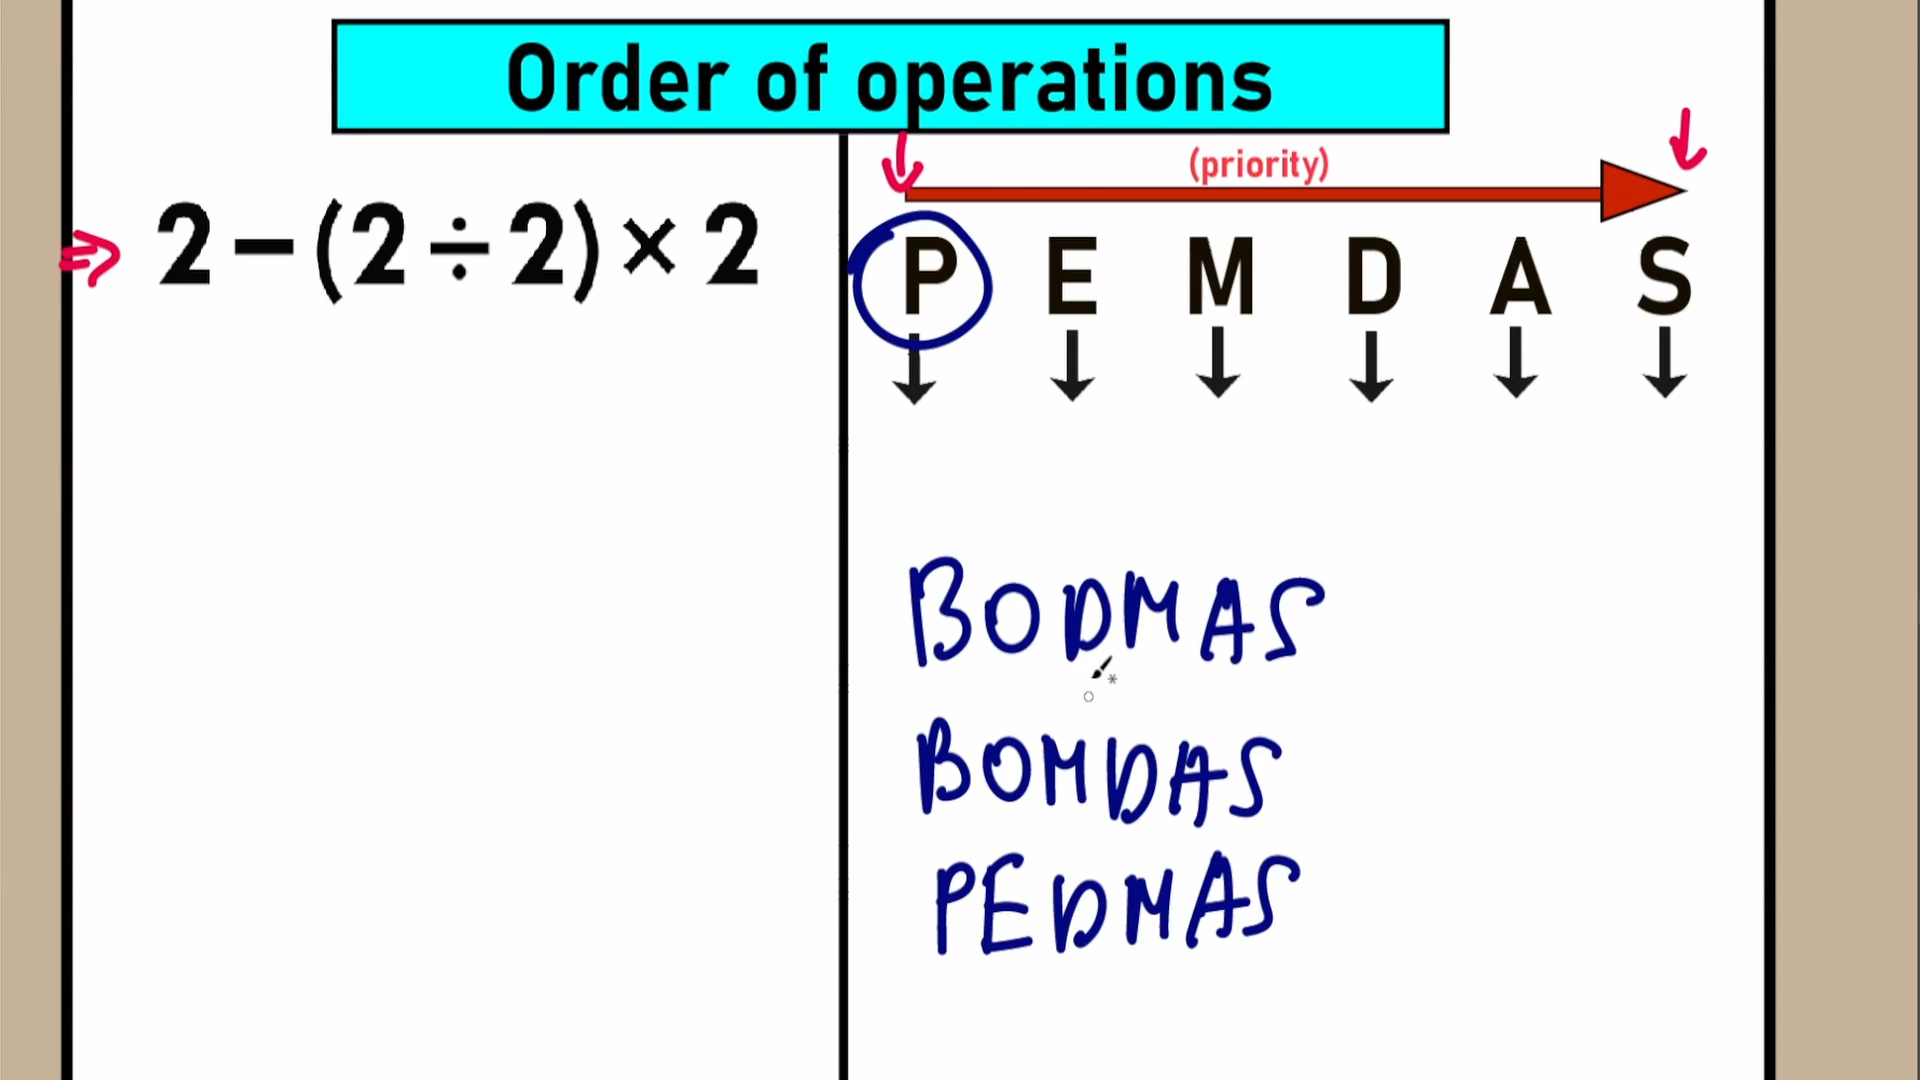 Order of operations
(priority)
2 − (2 ÷ 2) × 2
P E M D A S
BODMAS
BOMDAS
PEDMAS